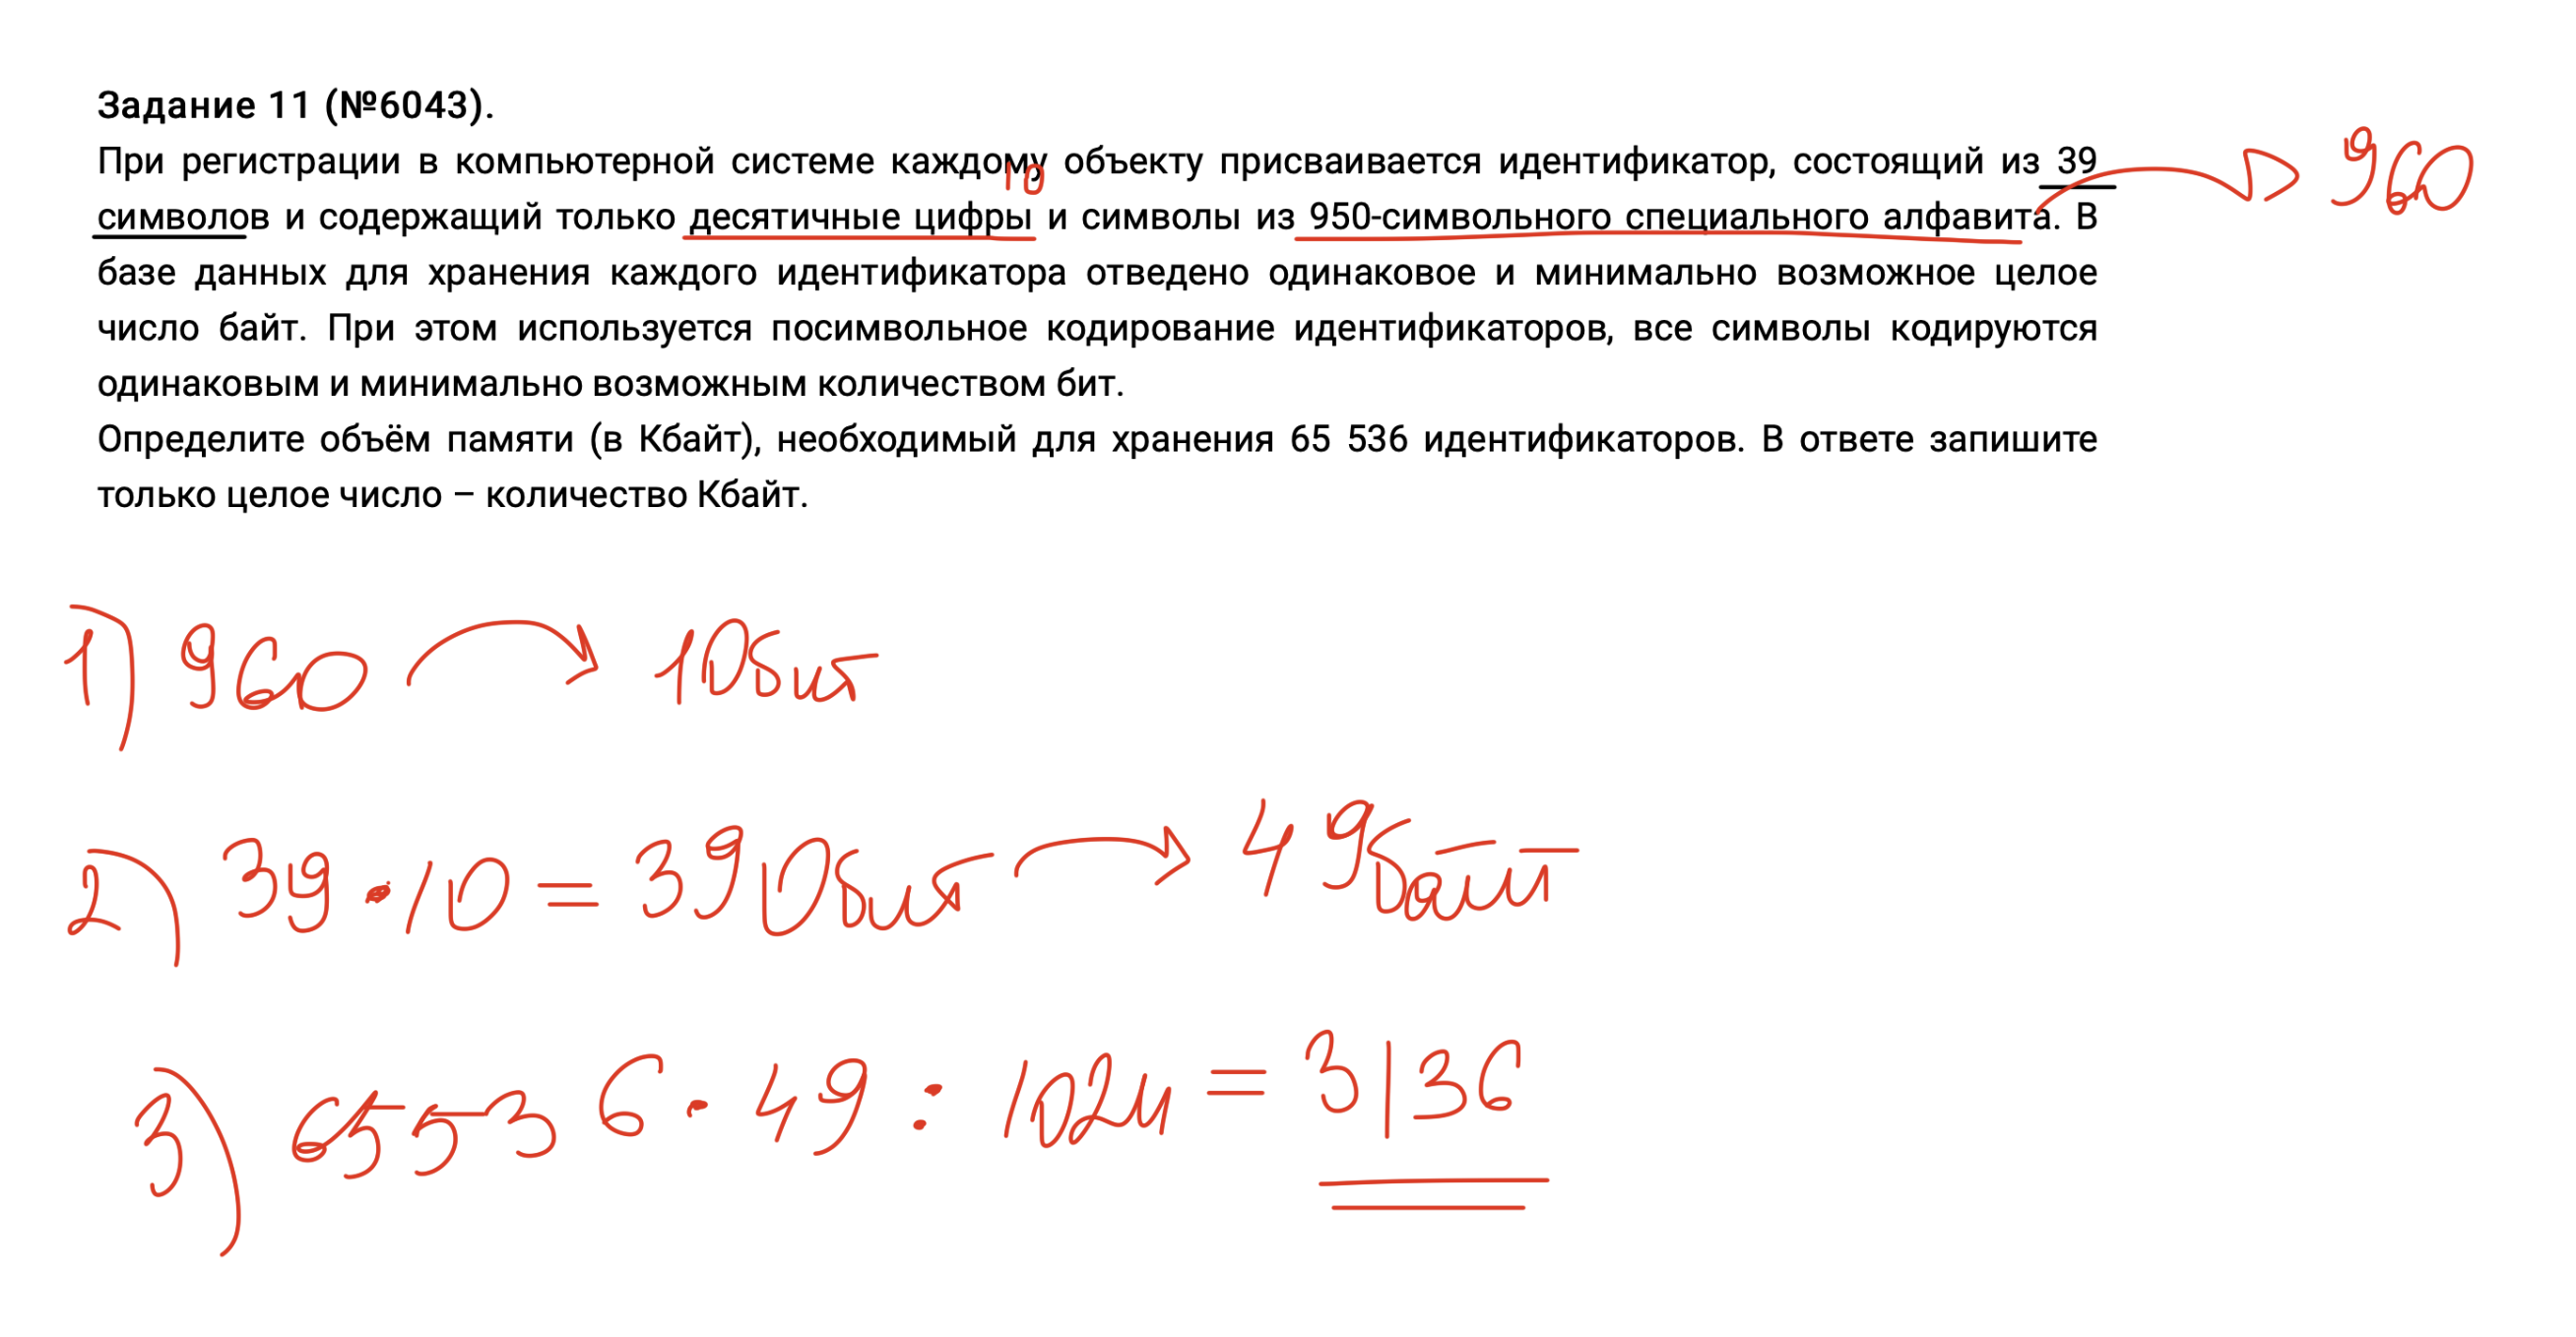 Задание 11 (№6043).
При регистрации в компьютерной системе каждому объекту присваивается идентификатор, состоящий из 39
960
10
символов и содержащий только десятичные цифры и символы из 950-символьного специального алфавита. В
базе данных для хранения каждого идентификатора отведено одинаковое и минимально возможное целое
число байт. При этом используется посимвольное кодирование идентификаторов, все символы кодируются
одинаковым и минимально возможным количеством бит.
Определите объём памяти (в Кбайт), необходимый для хранения 65 536 идентификаторов. В ответе запишите
только целое число – количество Кбайт.
1) 960 → 10бит
2) 39 · 10 = 390бит → 49байт
3) 65536 · 49 : 1024 = 3136